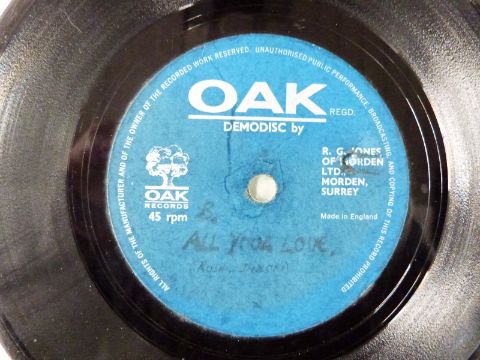 ALL RIGHTS OF THE MANUFACTURER AND OF THE OWNER OF THE RECORDED WORK RESERVED. UNAUTHORISED PUBLIC PERFORMANCE, BROADCASTING AND COPYING OF THIS RECORD PROHIBITED
OAK
REGD.
DEMODISC by
R. G. JONES
OF MORDEN
LTD.
MORDEN,
SURREY
OAK
RECORDS
45 rpm
Made in England
ALL YOUR LOVE